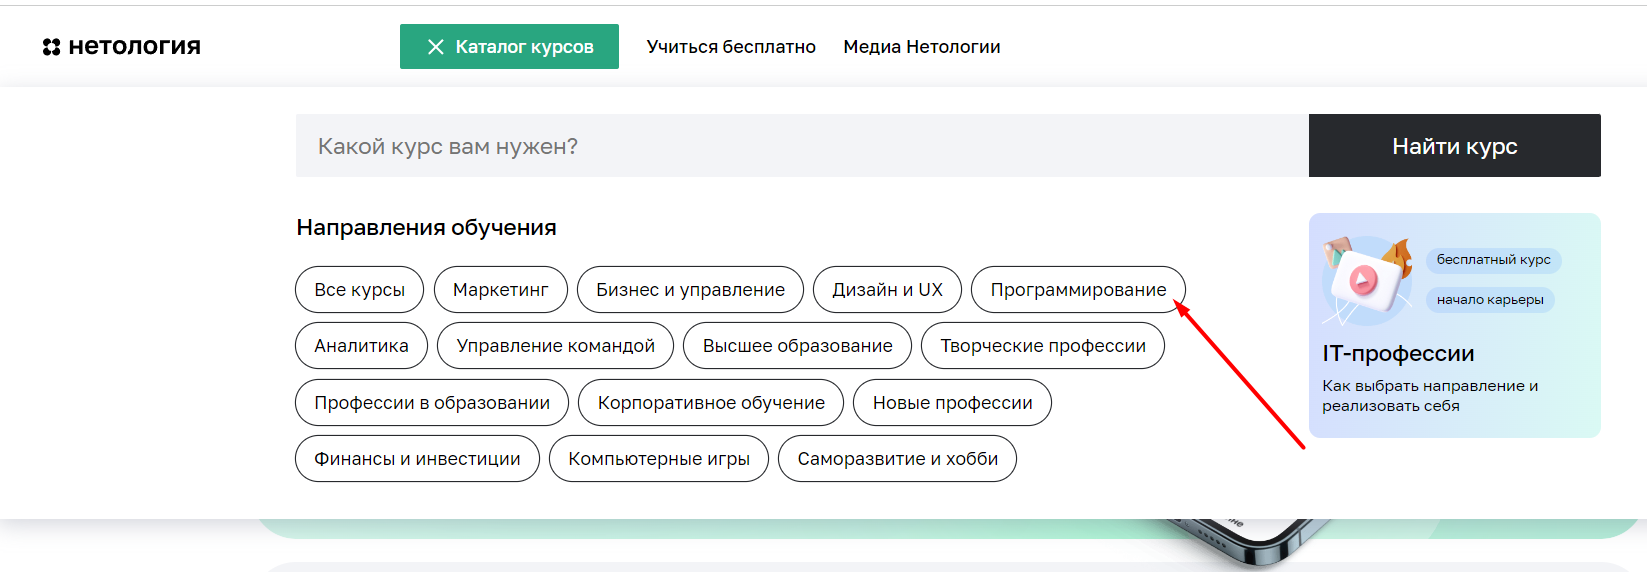 нетология
Каталог курсов
Учиться бесплатно
Медиа Нетологии
Какой курс вам нужен?
Найти курс
Направления обучения
Все курсы
Маркетинг
Бизнес и управление
Дизайн и UX
Программирование
Аналитика
Управление командой
Высшее образование
Творческие профессии
Профессии в образовании
Корпоративное обучение
Новые профессии
Финансы и инвестиции
Компьютерные игры
Саморазвитие и хобби
бесплатный курс
начало карьеры
IT-профессии
Как выбрать направление и
реализовать себя